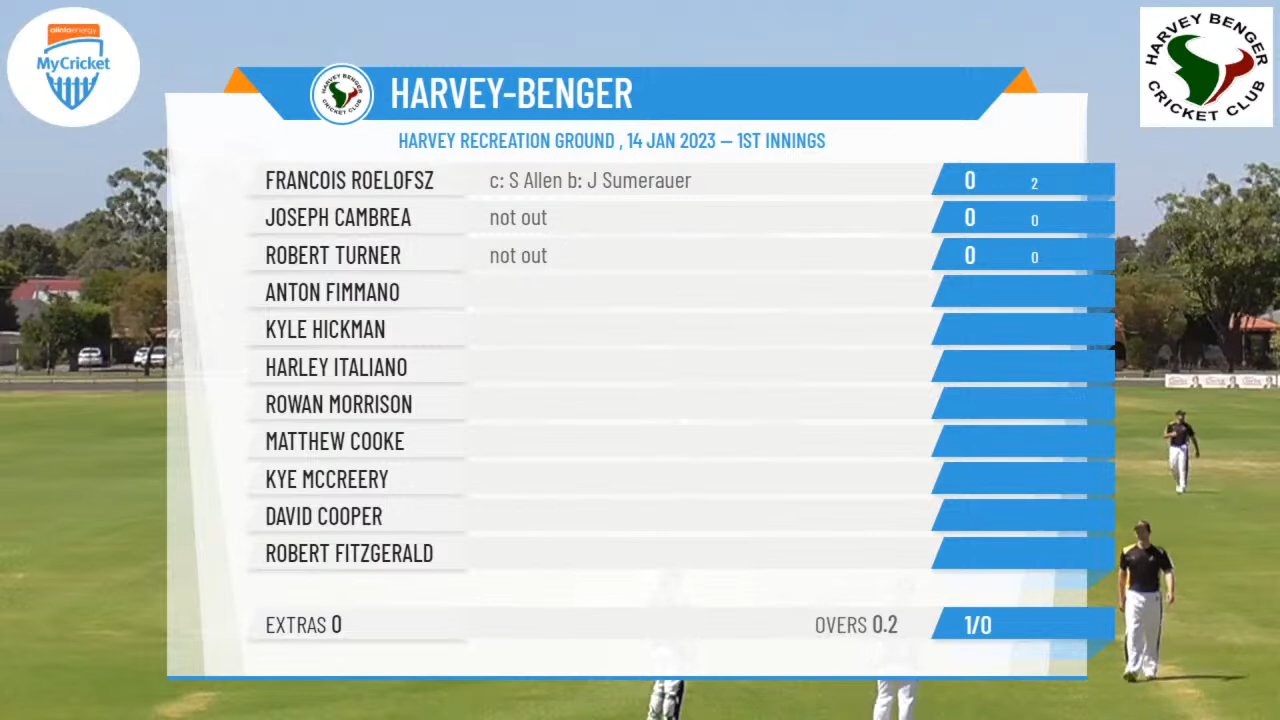 alintaenergy
MyCricket
HARVEY BENGER
CRICKET CLUB
HARVEY BENGER
CRICKET CLUB
HARVEY-BENGER
HARVEY RECREATION GROUND , 14 JAN 2023 – 1ST INNINGS
FRANCOIS ROELOFSZ c: S Allen b: J Sumerauer 0 2
JOSEPH CAMBREA not out 0 0
ROBERT TURNER not out 0 0
ANTON FIMMANO
KYLE HICKMAN
HARLEY ITALIANO
ROWAN MORRISON
MATTHEW COOKE
KYE MCCREERY
DAVID COOPER
ROBERT FITZGERALD
EXTRAS 0 OVERS 0.2 1/0